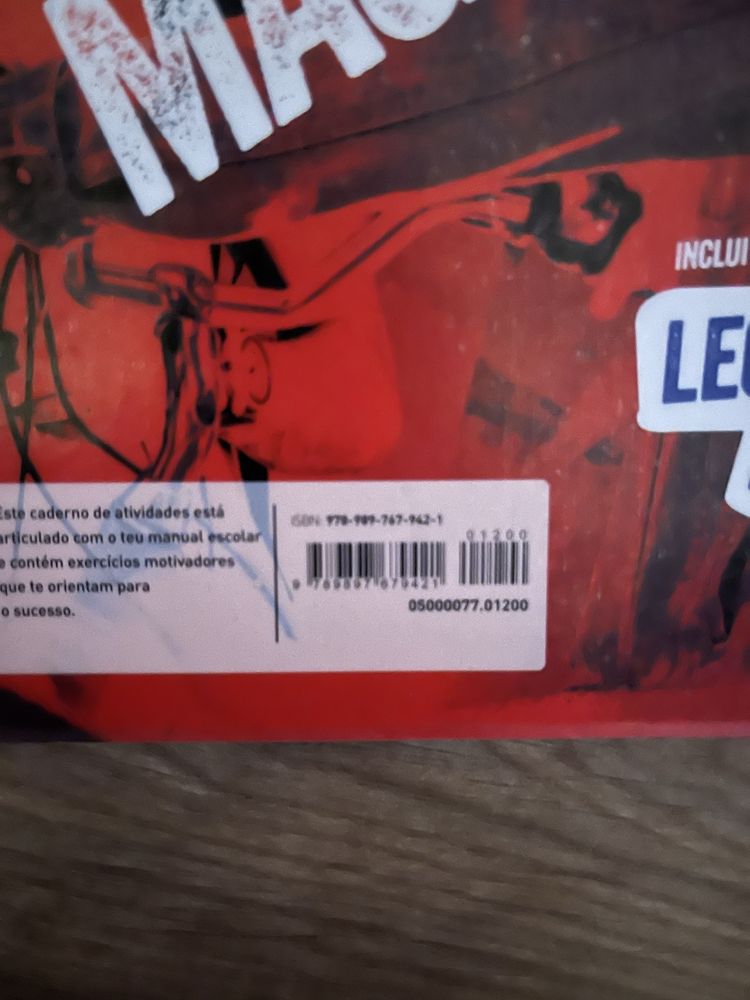 INCLUI
Este caderno de atividades está
articulado com o teu manual escolar
e contém exercícios motivadores
que te orientam para
o sucesso.
ISBN: 978-989-767-942-1
01200
9 789897 679421
05000077.01200